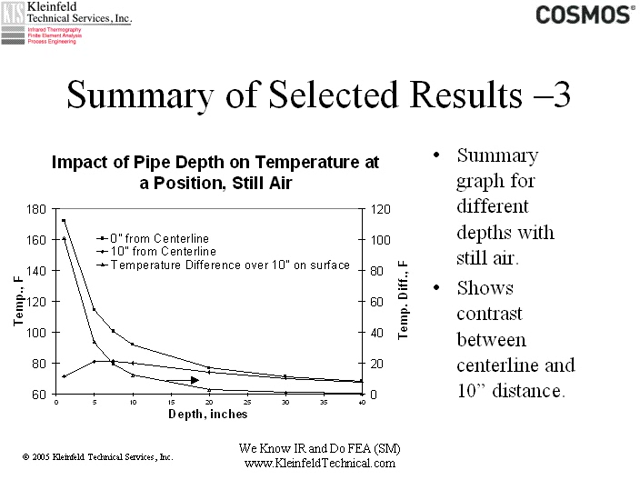 KTS
Kleinfeld
Technical Services, Inc.
Infrared Thermography
Finite Element Analysis
Process Engineering
COSMOS®
Summary of Selected Results –3
Impact of Pipe Depth on Temperature at
a Position, Still Air
180
160
140
120
100
80
60
Temp., F
0" from Centerline
10" from Centerline
Temperature Difference over 10" on surface
120
100
80
60
40
20
0
Temp. Diff., F
0 5 10 15 20 25 30 35 40
Depth, inches
• Summary
graph for
different
depths with
still air.
• Shows
contrast
between
centerline and
10” distance.
© 2005 Kleinfeld Technical Services, Inc.
We Know IR and Do FEA (SM)
www.KleinfeldTechnical.com